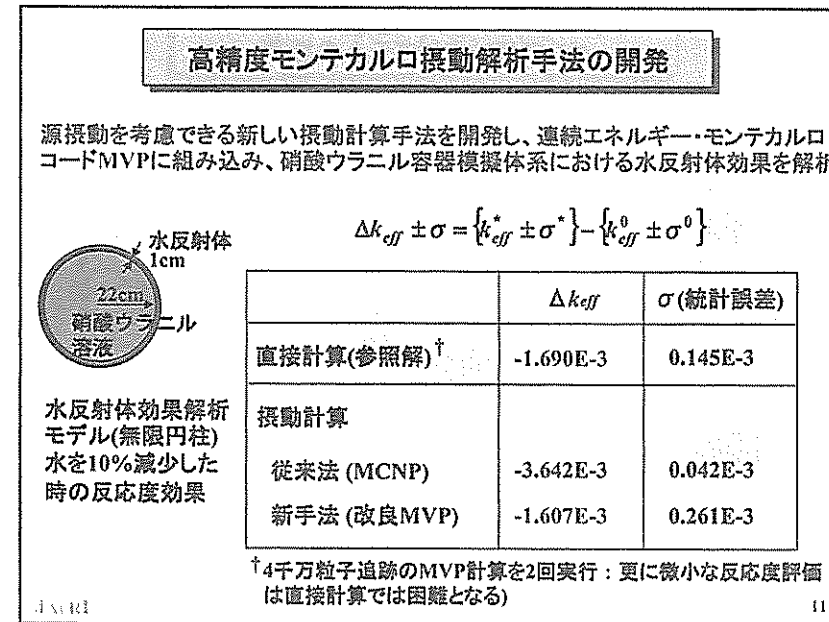 高精度モンテカルロ摂動解析手法の開発
源摂動を考慮できる新しい摂動計算手法を開発し、連続エネルギー・モンテカルロ
コードMVPに組み込み、硝酸ウラニル容器模擬体系における水反射体効果を解析
Δk_eff ± σ = {k*_eff ± σ*} − {k⁰_eff ± σ⁰}
水反射体
1cm
22cm
硝酸ウラニル
溶液
水反射体効果解析
モデル(無限円柱)
水を10%減少した
時の反応度効果
Δkeff σ(統計誤差)
直接計算(参照解)† -1.690E-3 0.145E-3
摂動計算
従来法 (MCNP) -3.642E-3 0.042E-3
新手法 (改良MVP) -1.607E-3 0.261E-3
†4千万粒子追跡のMVP計算を2回実行：更に微小な反応度評価
は直接計算では困難となる)
11